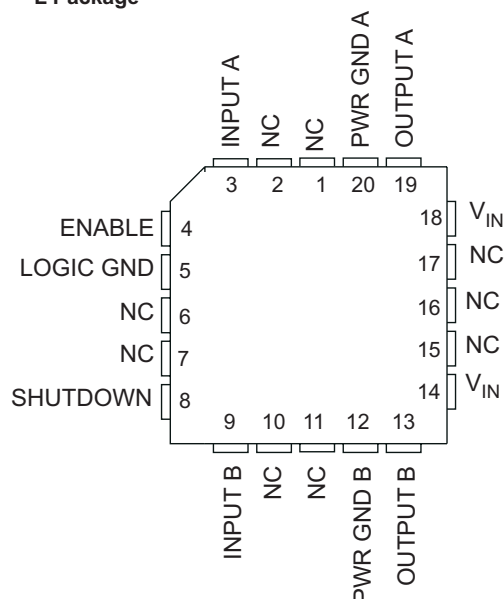 L Package
INPUT A
NC
NC
PWR GND A
OUTPUT A
3 2 1 20 19
ENABLE 4
LOGIC GND 5
NC 6
NC 7
SHUTDOWN 8
18 VIN
17 NC
16 NC
15 NC
14 VIN
9 10 11 12 13
INPUT B
NC
NC
PWR GND B
OUTPUT B